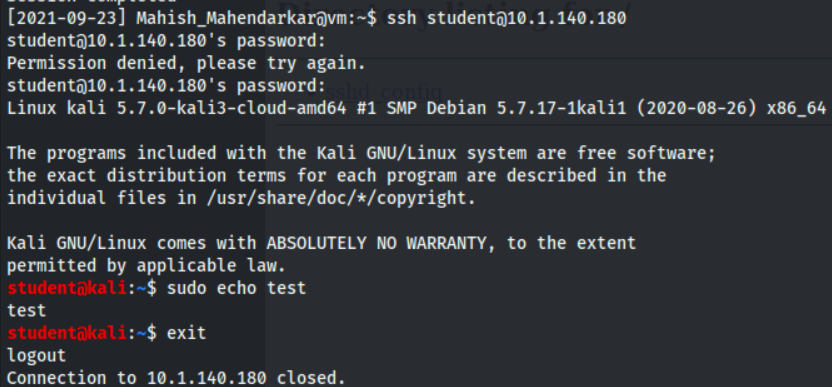 [2021-09-23] Mahish_Mahendarkar@vm:~$ ssh student@10.1.140.180
student@10.1.140.180's password:
Permission denied, please try again.
student@10.1.140.180's password:
Linux kali 5.7.0-kali3-cloud-amd64 #1 SMP Debian 5.7.17-1kali1 (2020-08-26) x86_64
sshd_config

The programs included with the Kali GNU/Linux system are free software;
the exact distribution terms for each program are described in the
individual files in /usr/share/doc/*/copyright.

Kali GNU/Linux comes with ABSOLUTELY NO WARRANTY, to the extent
permitted by applicable law.
student@kali:~$ sudo echo test
test
student@kali:~$ exit
logout
Connection to 10.1.140.180 closed.